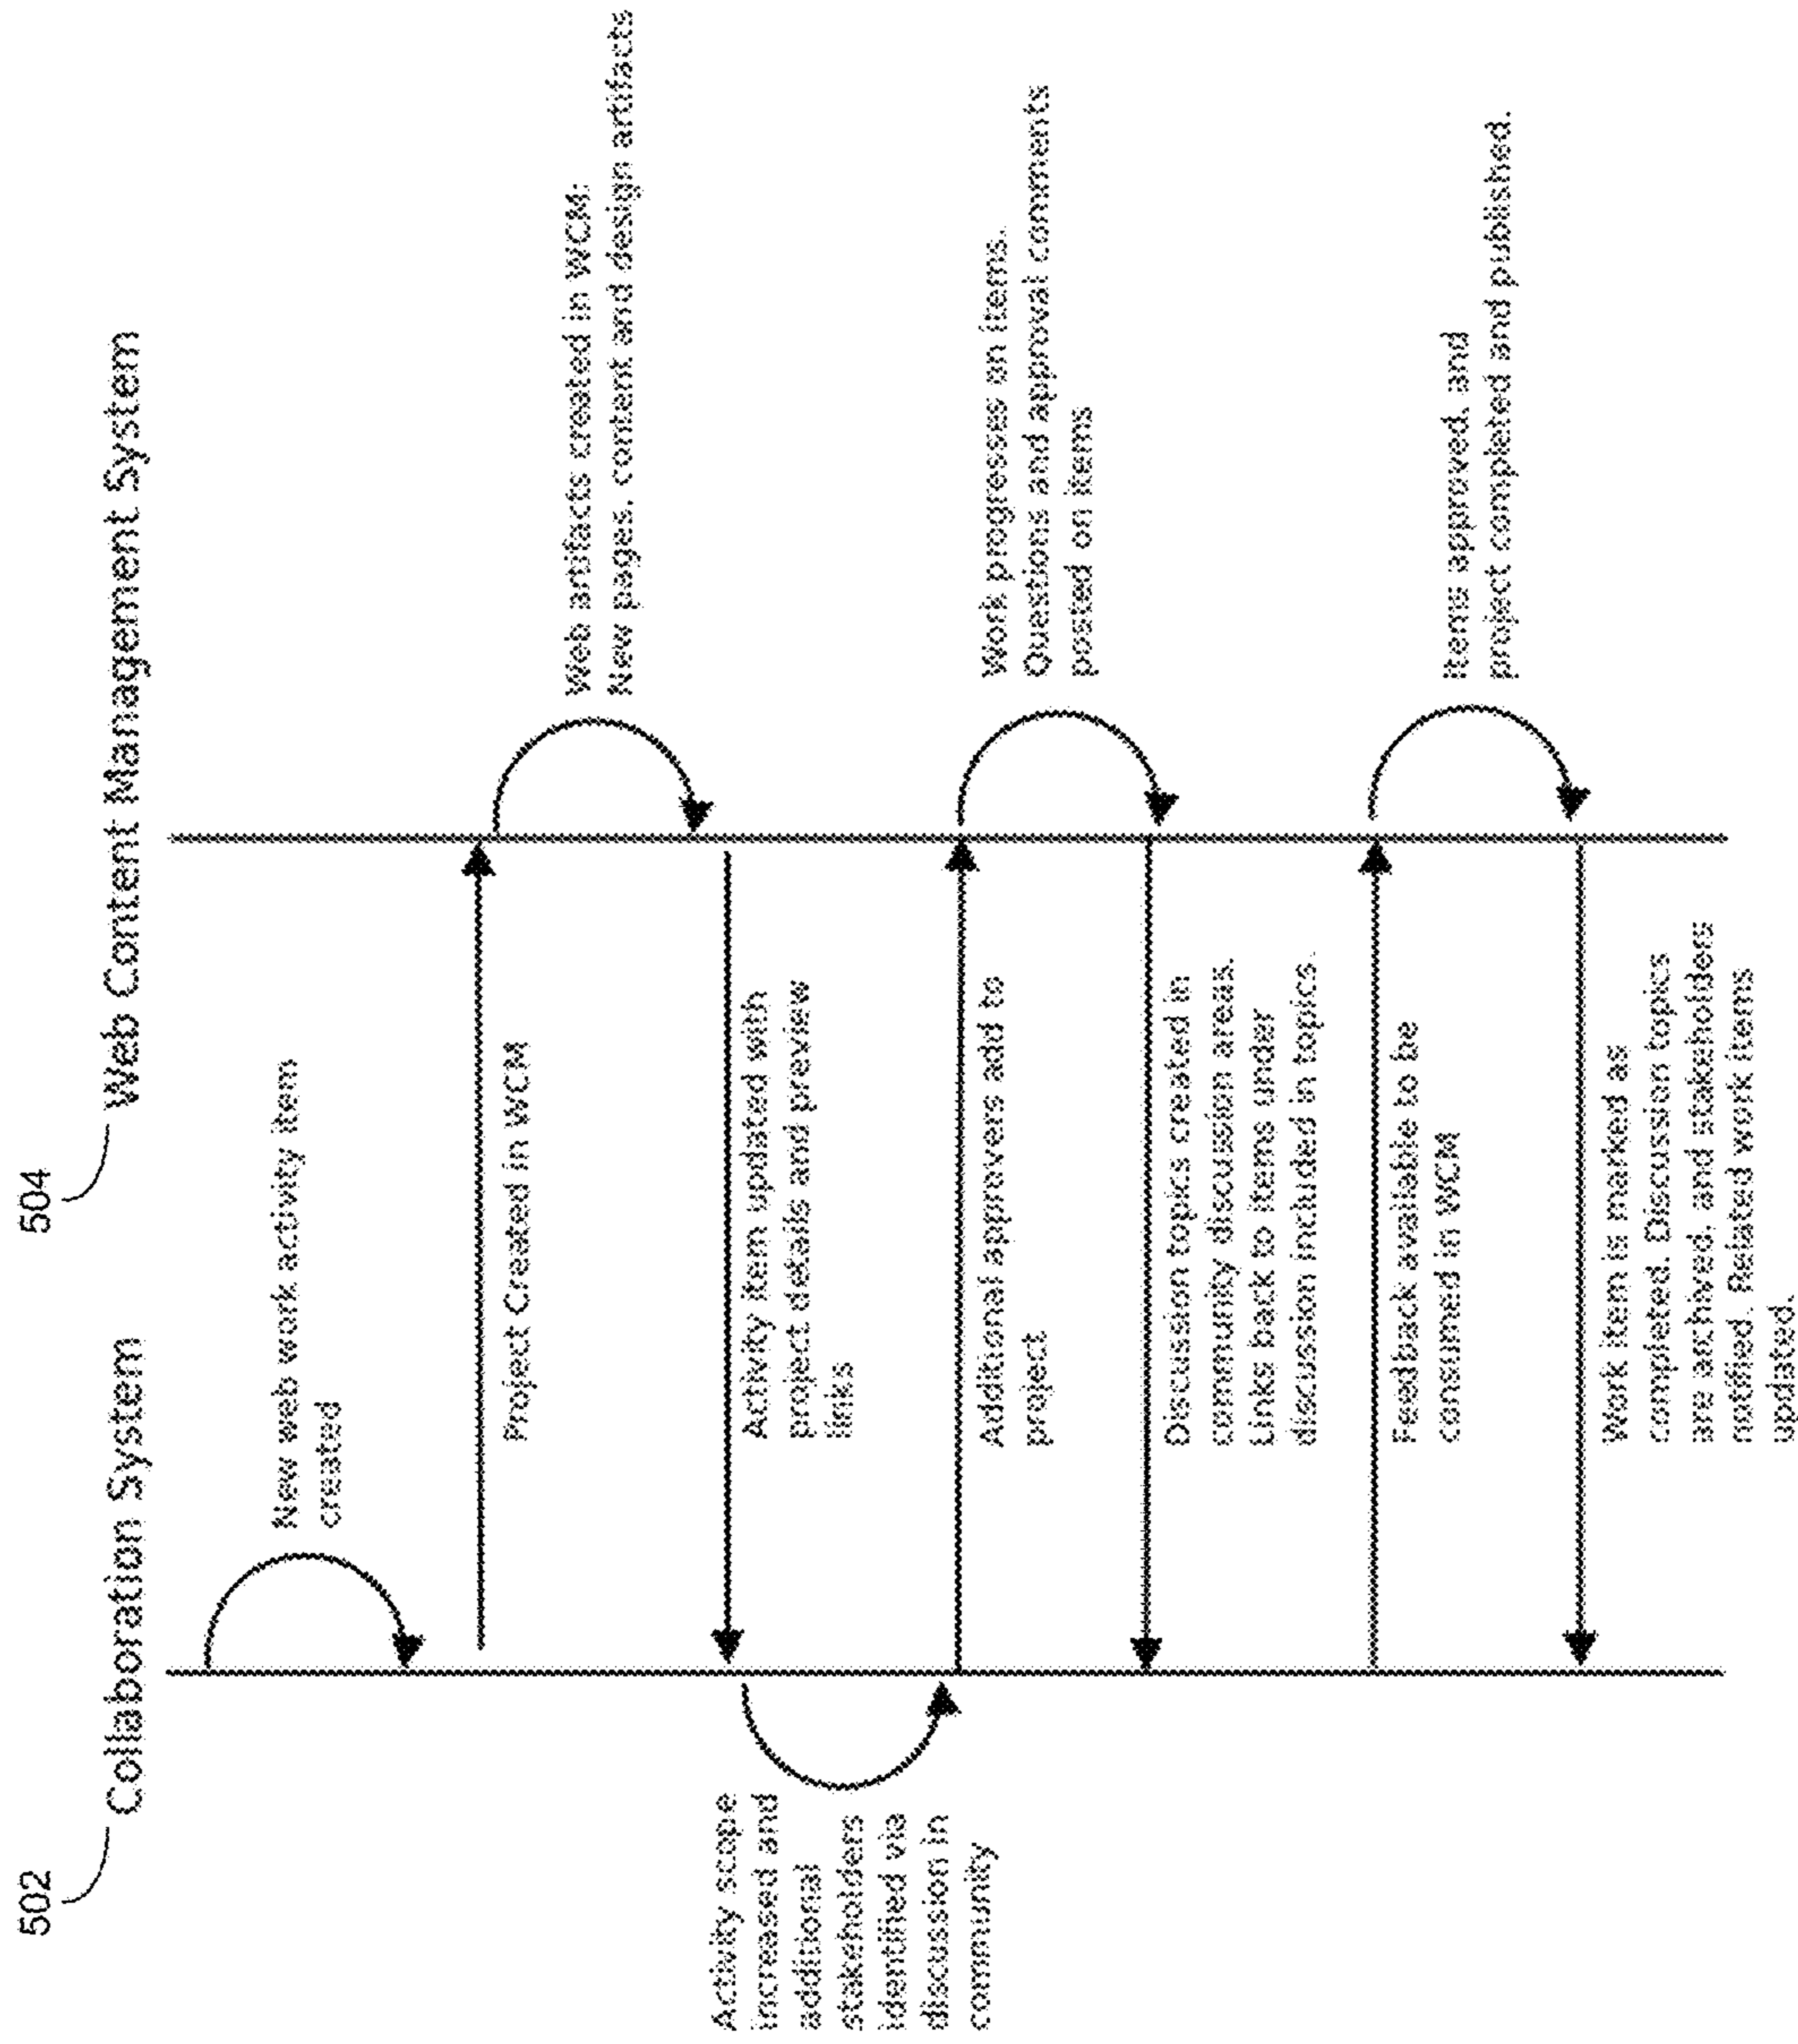 502
Collaboration System
504
Web Content Management System
New web work activity item
created
Project Created in WCM
Web artifacts created in WCM:
New pages, content and design artifacts
Activity item updated with
project details and preview
links
Activity scope
increased and
additional
stakeholders
identified via
discussion in
community
Additional approvers add to
project
Work progresses on items.
Questions and approval comments
posted on items
Discussion topics created in
community discussion areas.
Links back to items under
discussion included in topics.
Feedback available to be
consumed in WCM
Items approved, and
project completed and published.
Work item is marked as
completed. Discussion topics
are achived, and stakeholders
notified. Related work items
updated.